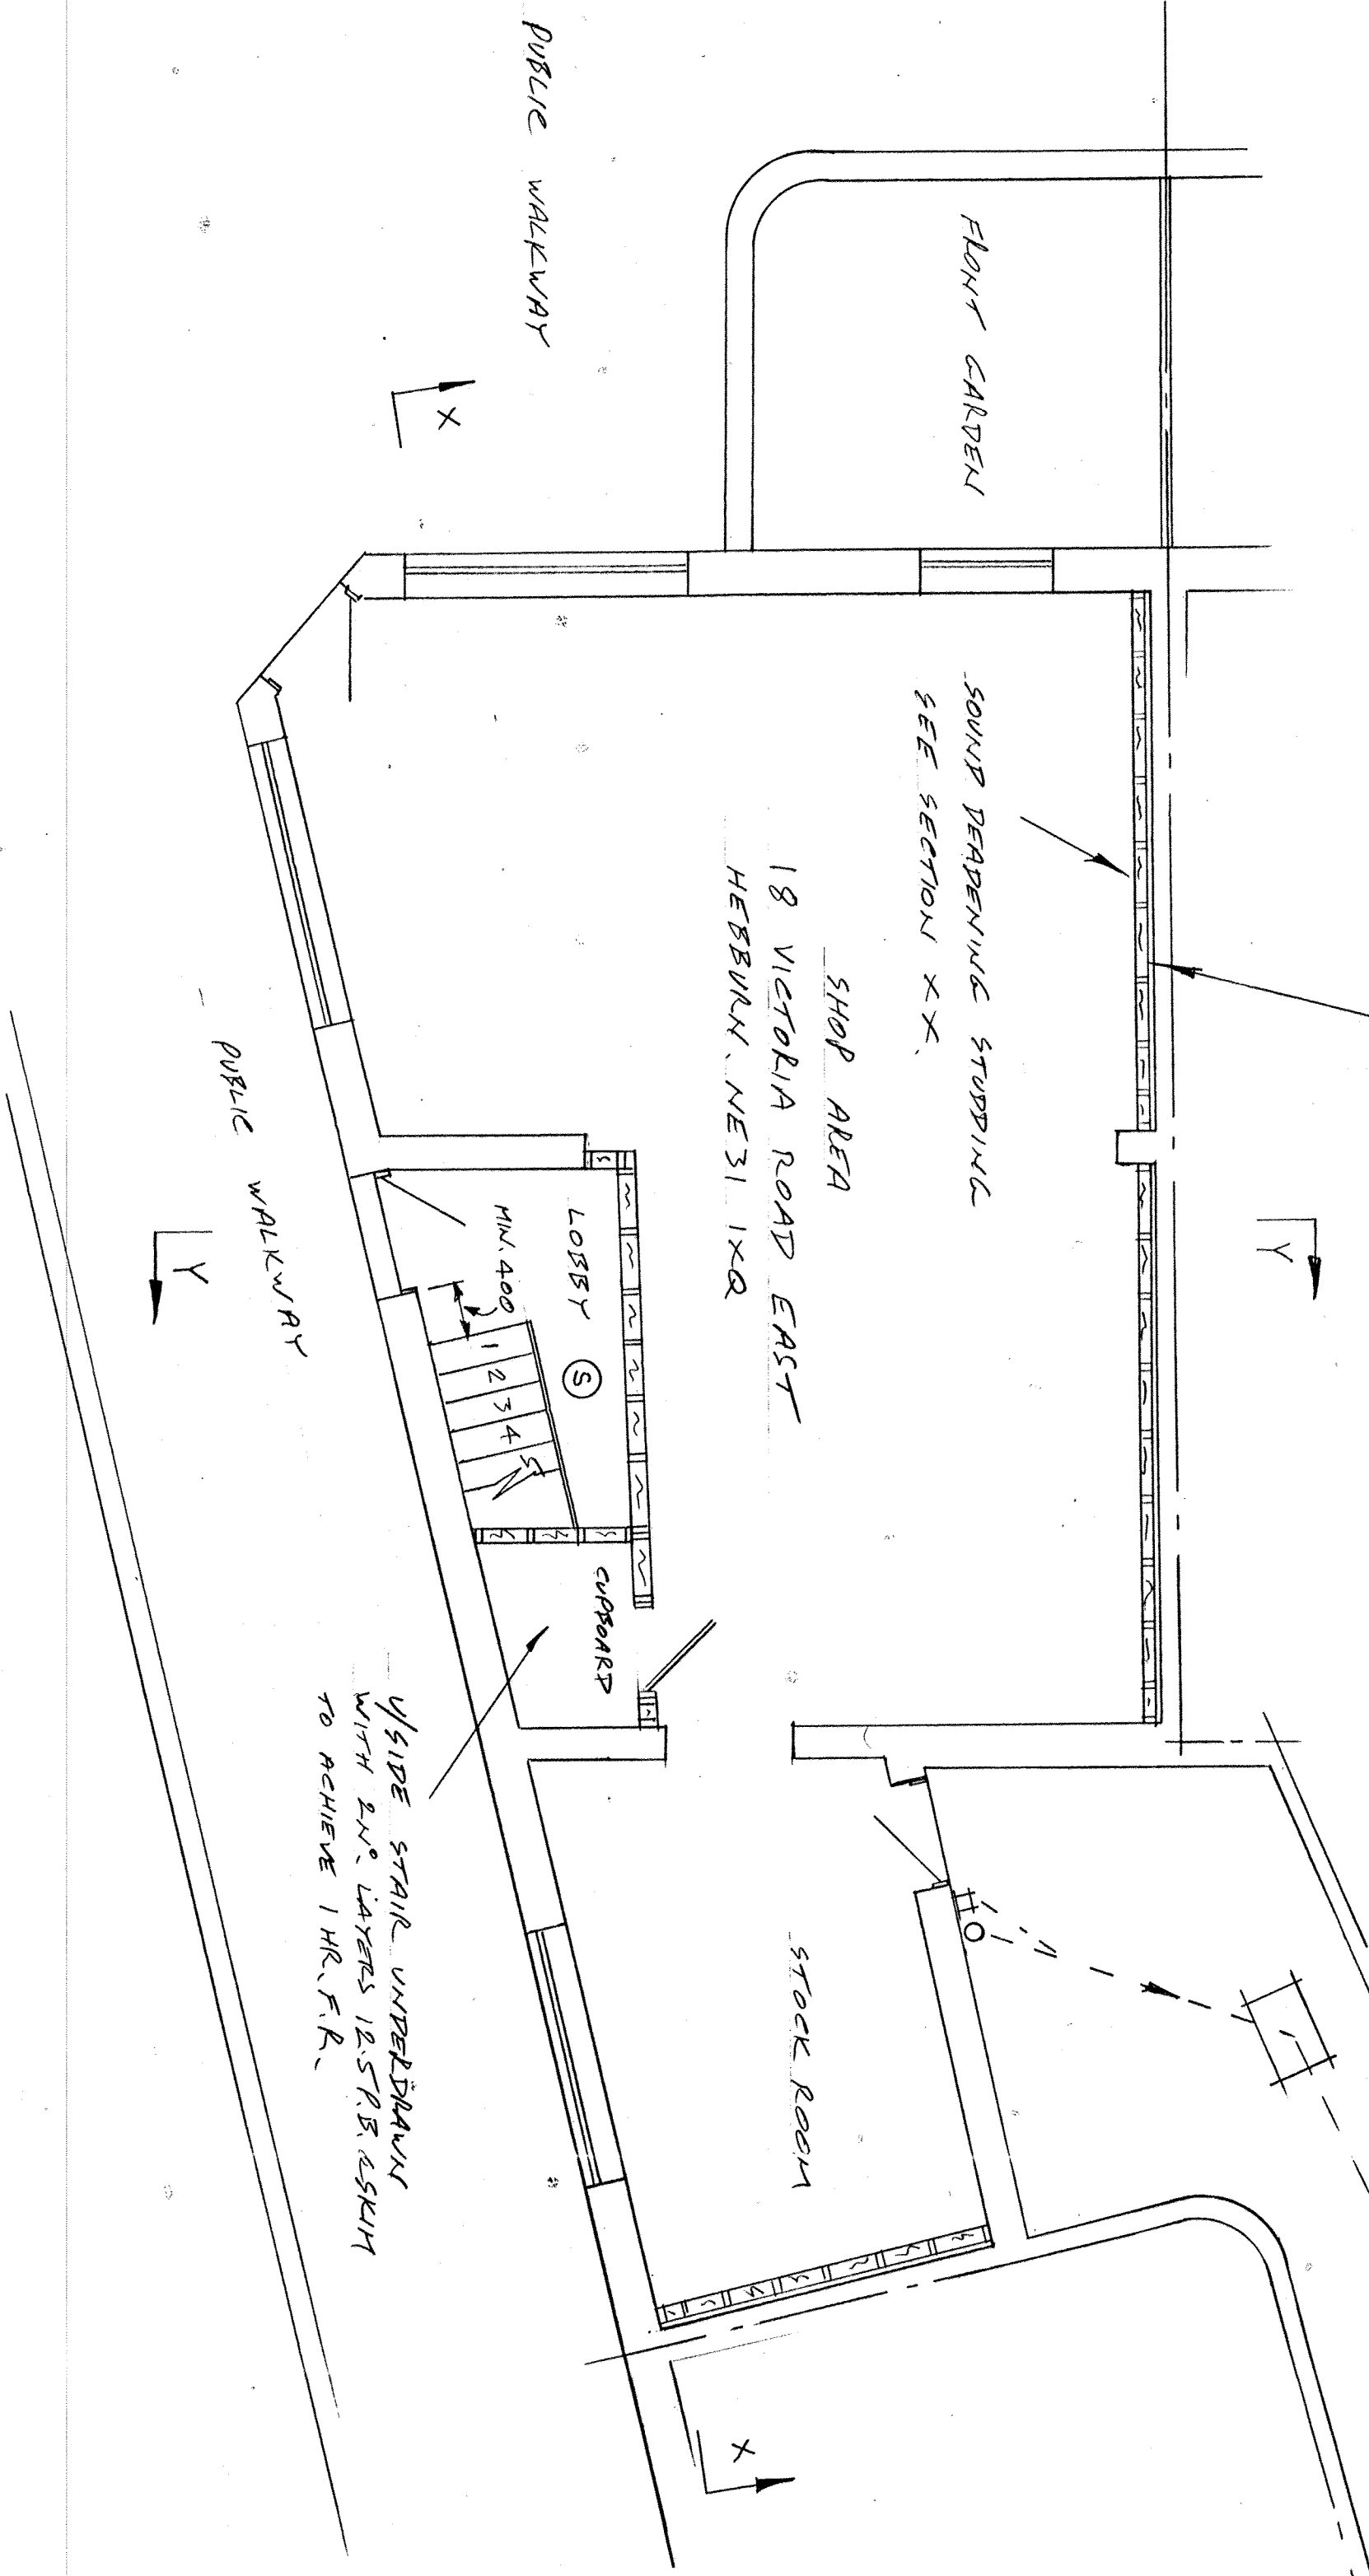 PUBLIC WALKWAY
FRONT GARDEN
X
SOUND DEADENING STUDDING
SEE SECTION XX.
SHOP AREA
18 VICTORIA ROAD EAST
HEBBURN. NE31 1XQ
PUBLIC WALKWAY
Y
Y
LOBBY
MIN. 400
S
1
2
3
4
5
CUPBOARD
U/SIDE STAIR UNDERDRAWN
WITH 2Nº. LAYERS 12.5 P.B. & SKIM
TO ACHIEVE 1 HR. F.R.
STOCK ROOM
X